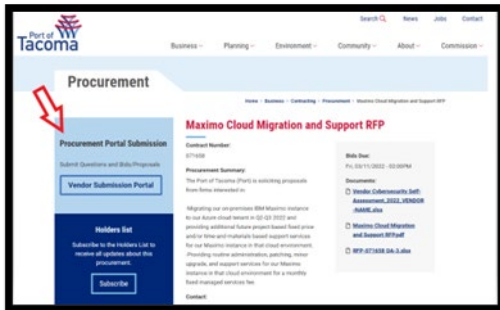 Search News Jobs Contact
Port of
Tacoma
Business Planning Environment Community About Commission
Procurement
Home Business Contracting Procurement Maximo Cloud Migration and Support RFP
Procurement Portal Submission
Submit Questions and Bids/Proposals
Vendor Submission Portal
Holders list
Subscribe to the Holders List to
receive all updates about this
procurement.
Subscribe
Maximo Cloud Migration and Support RFP
Contract Number:
071658
Procurement Summary:
The Port of Tacoma (Port) is soliciting proposals
from firms interested in:
-Migrating our on-premises IBM Maximo instance
to our Azure cloud tenant in Q2-Q3 2022 and
providing additional future project-based fixed price
and/or time and materials based support services
for our Maximo instance in that cloud environment.
-Providing routine administration, patching, minor
upgrade, and support services for our Maximo
instance in that cloud environment for a monthly
fixed managed services fee.
Contact:
Bids Due:
Fri, 03/11/2022 - 02:00PM
Documents:
Vendor Cybersecurity Self-
Assessment_2022_VENDOR
-NAME.xlsx
Maximo Cloud Migration
and Support RFP.pdf
RFP-071658 QA-3.xlsx